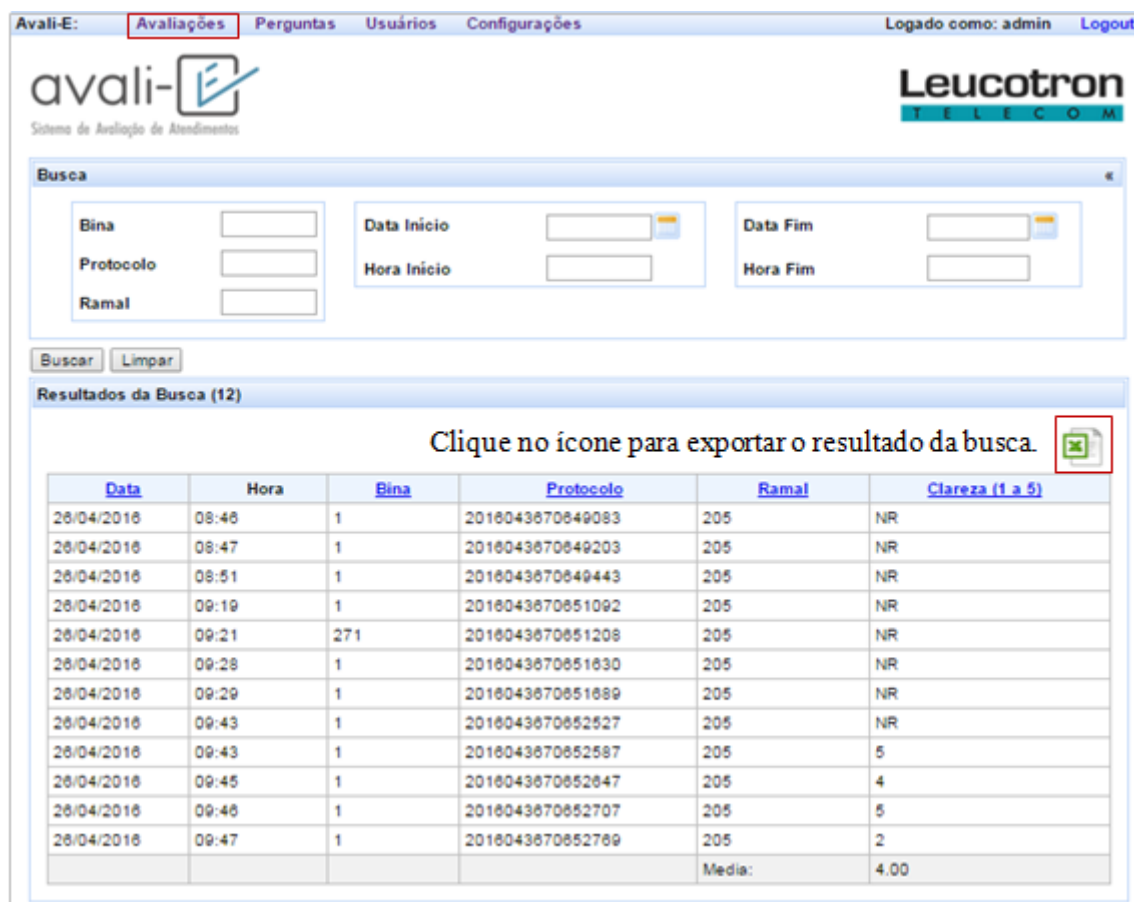 Avali-E: Avaliações Perguntas Usuários Configurações Logado como: admin Logout
avali-E
Sistema de Avaliação de Atendimentos
Leucotron
TELECOM
Busca «
Bina Data Início Data Fim
Protocolo Hora Início Hora Fim
Ramal
Buscar Limpar
Resultados da Busca (12)
Clique no ícone para exportar o resultado da busca.
Data Hora Bina Protocolo Ramal Clareza (1 a 5)
26/04/2016 08:46 1 2016043670649083 205 NR
26/04/2016 08:47 1 2016043670649203 205 NR
26/04/2016 08:51 1 2016043670649443 205 NR
26/04/2016 09:19 1 2016043670651092 205 NR
26/04/2016 09:21 271 2016043670651208 205 NR
26/04/2016 09:28 1 2016043670651630 205 NR
26/04/2016 09:29 1 2016043670651689 205 NR
26/04/2016 09:43 1 2016043670652527 205 NR
26/04/2016 09:43 1 2016043670652587 205 5
26/04/2016 09:45 1 2016043670652647 205 4
26/04/2016 09:46 1 2016043670652707 205 5
26/04/2016 09:47 1 2016043670652769 205 2
Media: 4.00